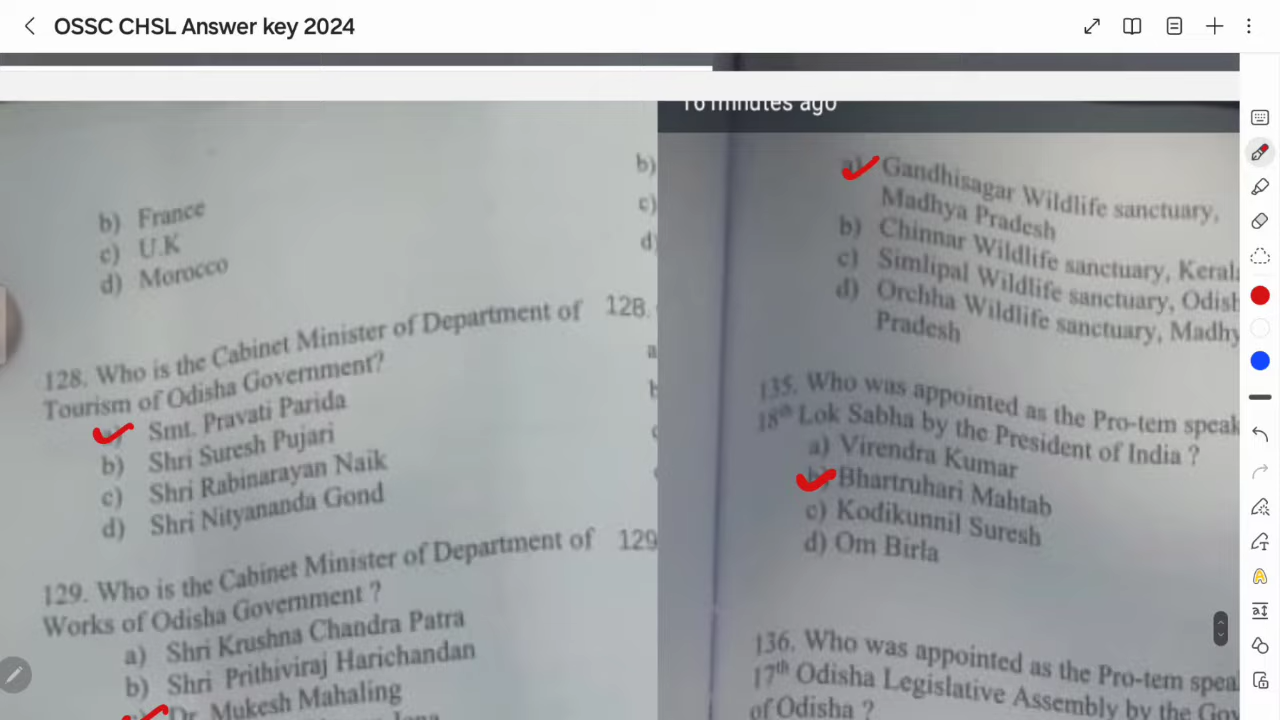 OSSC CHSL Answer key 2024
b) France
c) U.K
d) Morocco
128. Who is the Cabinet Minister of Department of
Tourism of Odisha Government?
a) Smt. Pravati Parida
b) Shri Suresh Pujari
c) Shri Rabinarayan Naik
d) Shri Nityananda Gond
129. Who is the Cabinet Minister of Department of
Works of Odisha Government ?
a) Shri Krushna Chandra Patra
b) Shri Prithiviraj Harichandan
Dr. Mukesh Mahaling
b)
c)
d)
128.
a
b
c
129
16 minutes ago
a) Gandhisagar Wildlife sanctuary,
Madhya Pradesh
b) Chinnar Wildlife sanctuary, Keral
c) Simlipal Wildlife sanctuary, Odish
d) Orchha Wildlife sanctuary, Madhy
Pradesh
135. Who was appointed as the Pro-tem speak
18th Lok Sabha by the President of India ?
a) Virendra Kumar
b) Bhartruhari Mahtab
c) Kodikunnil Suresh
d) Om Birla
136. Who was appointed as the Pro-tem spea
17th Odisha Legislative Assembly by the Gov
of Odisha ?